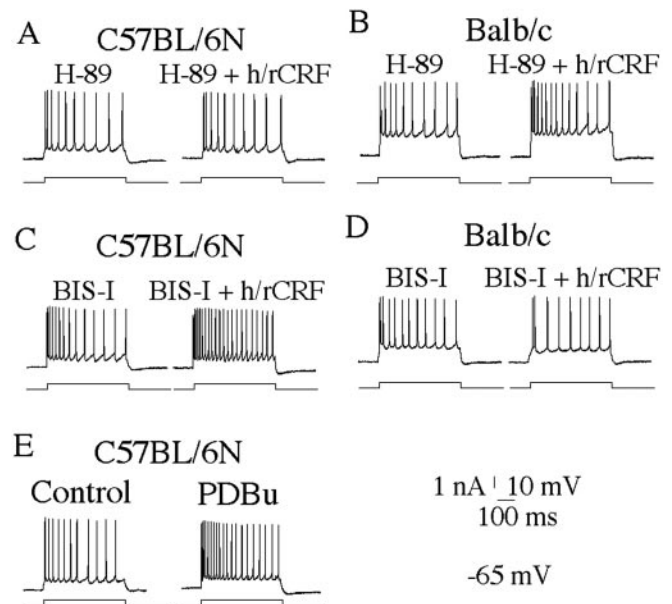 A
C57BL/6N
H-89
H-89 + h/rCRF
B
Balb/c
H-89
H-89 + h/rCRF
C
C57BL/6N
BIS-I
BIS-I + h/rCRF
D
Balb/c
BIS-I
BIS-I + h/rCRF
E
C57BL/6N
Control
PDBu
1 nA 10 mV
100 ms
-65 mV